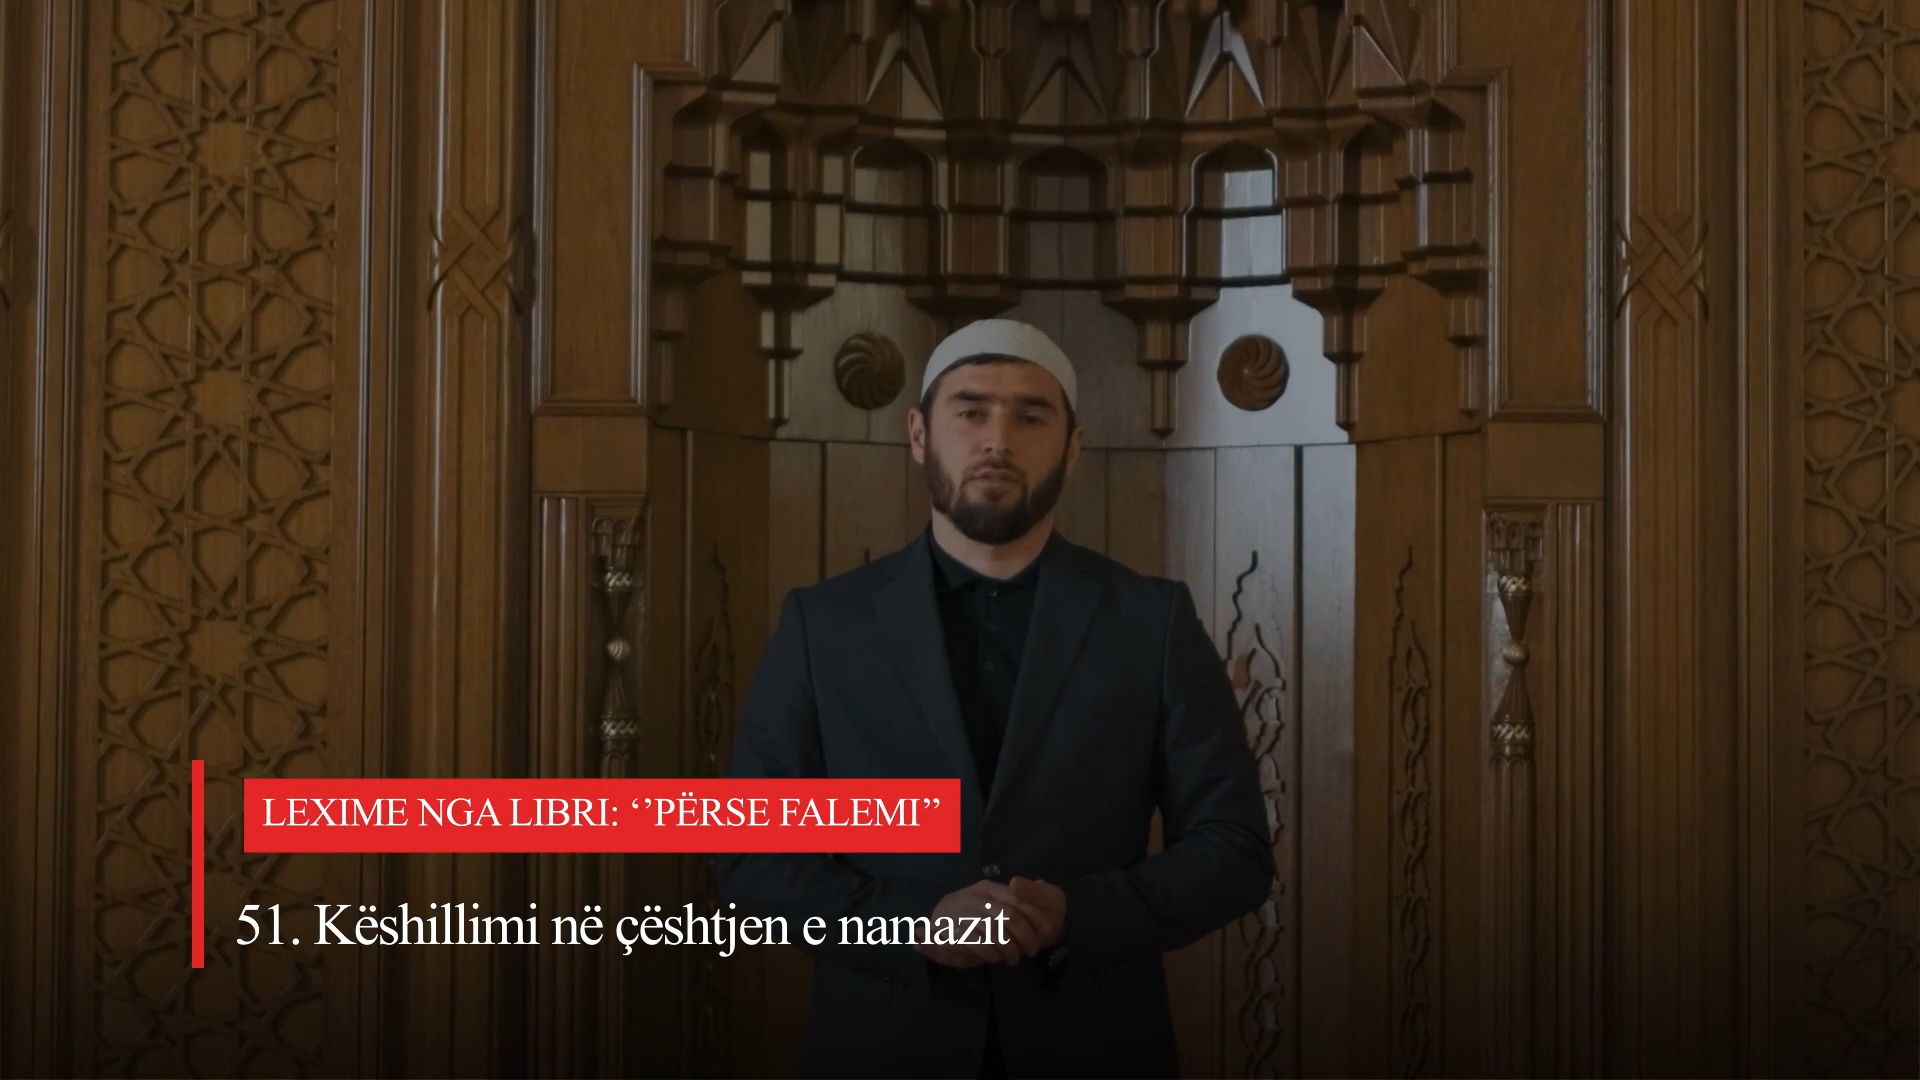 LEXIME NGA LIBRI: ‘’PËRSE FALEMI’’
51. Këshillimi në çështjen e namazit